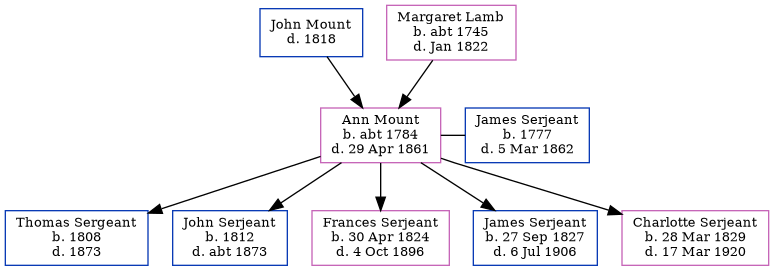 John Mount
d. 1818
Margaret Lamb
b. abt 1745
d. Jan 1822
Ann Mount
b. abt 1784
d. 29 Apr 1861
James Serjeant
b. 1777
d. 5 Mar 1862
Thomas Sergeant
b. 1808
d. 1873
John Serjeant
b. 1812
d. abt 1873
Frances Serjeant
b. 30 Apr 1824
d. 4 Oct 1896
James Serjeant
b. 27 Sep 1827
d. 6 Jul 1906
Charlotte Serjeant
b. 28 Mar 1829
d. 17 Mar 1920